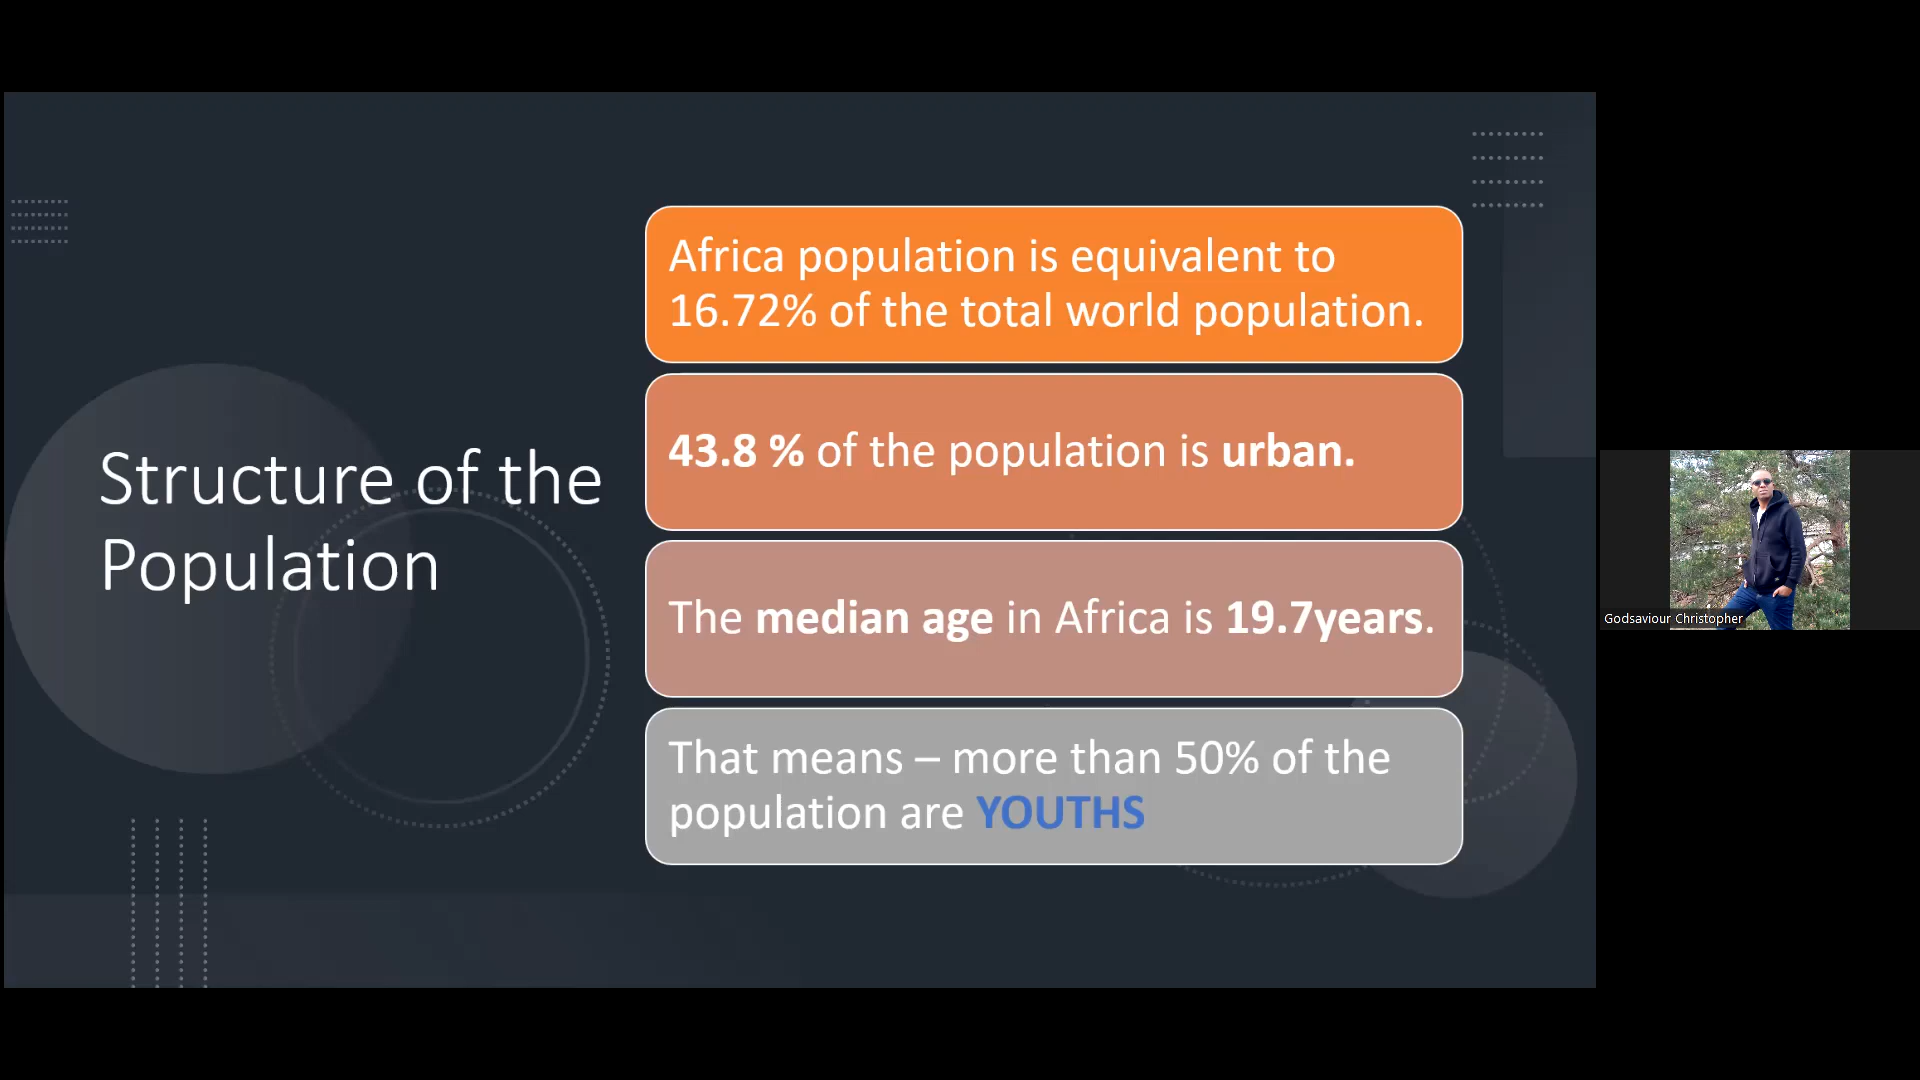 Structure of the
Population
Africa population is equivalent to
16.72% of the total world population.
43.8 % of the population is urban.
The median age in Africa is 19.7years.
That means – more than 50% of the
population are YOUTHS
Godsaviour Christopher